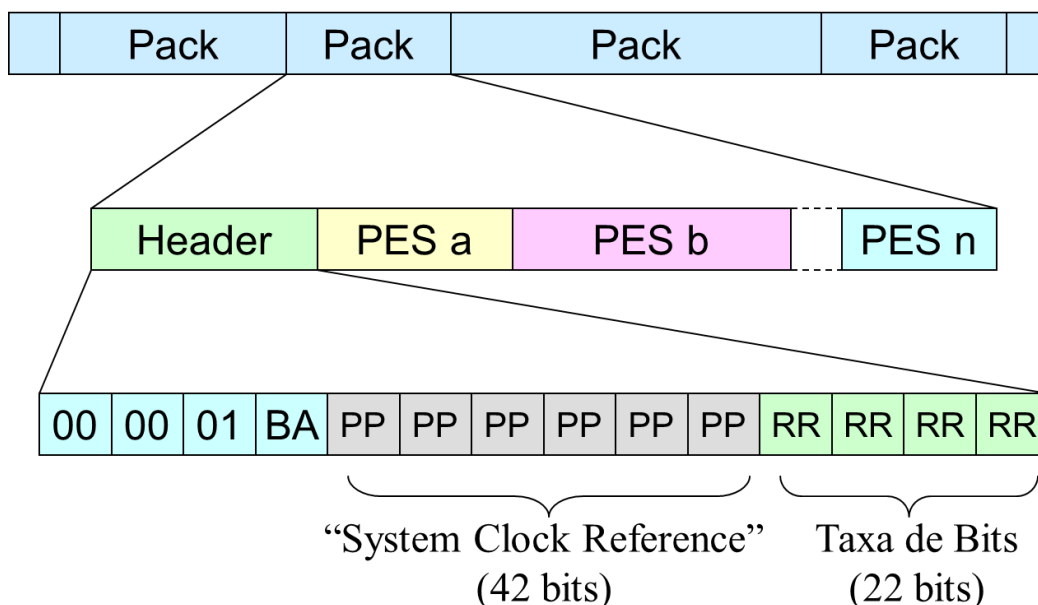 Pack Pack Pack Pack
Header PES a PES b PES n
00 00 01 BA PP PP PP PP PP PP RR RR RR RR
“System Clock Reference” Taxa de Bits
(42 bits) (22 bits)